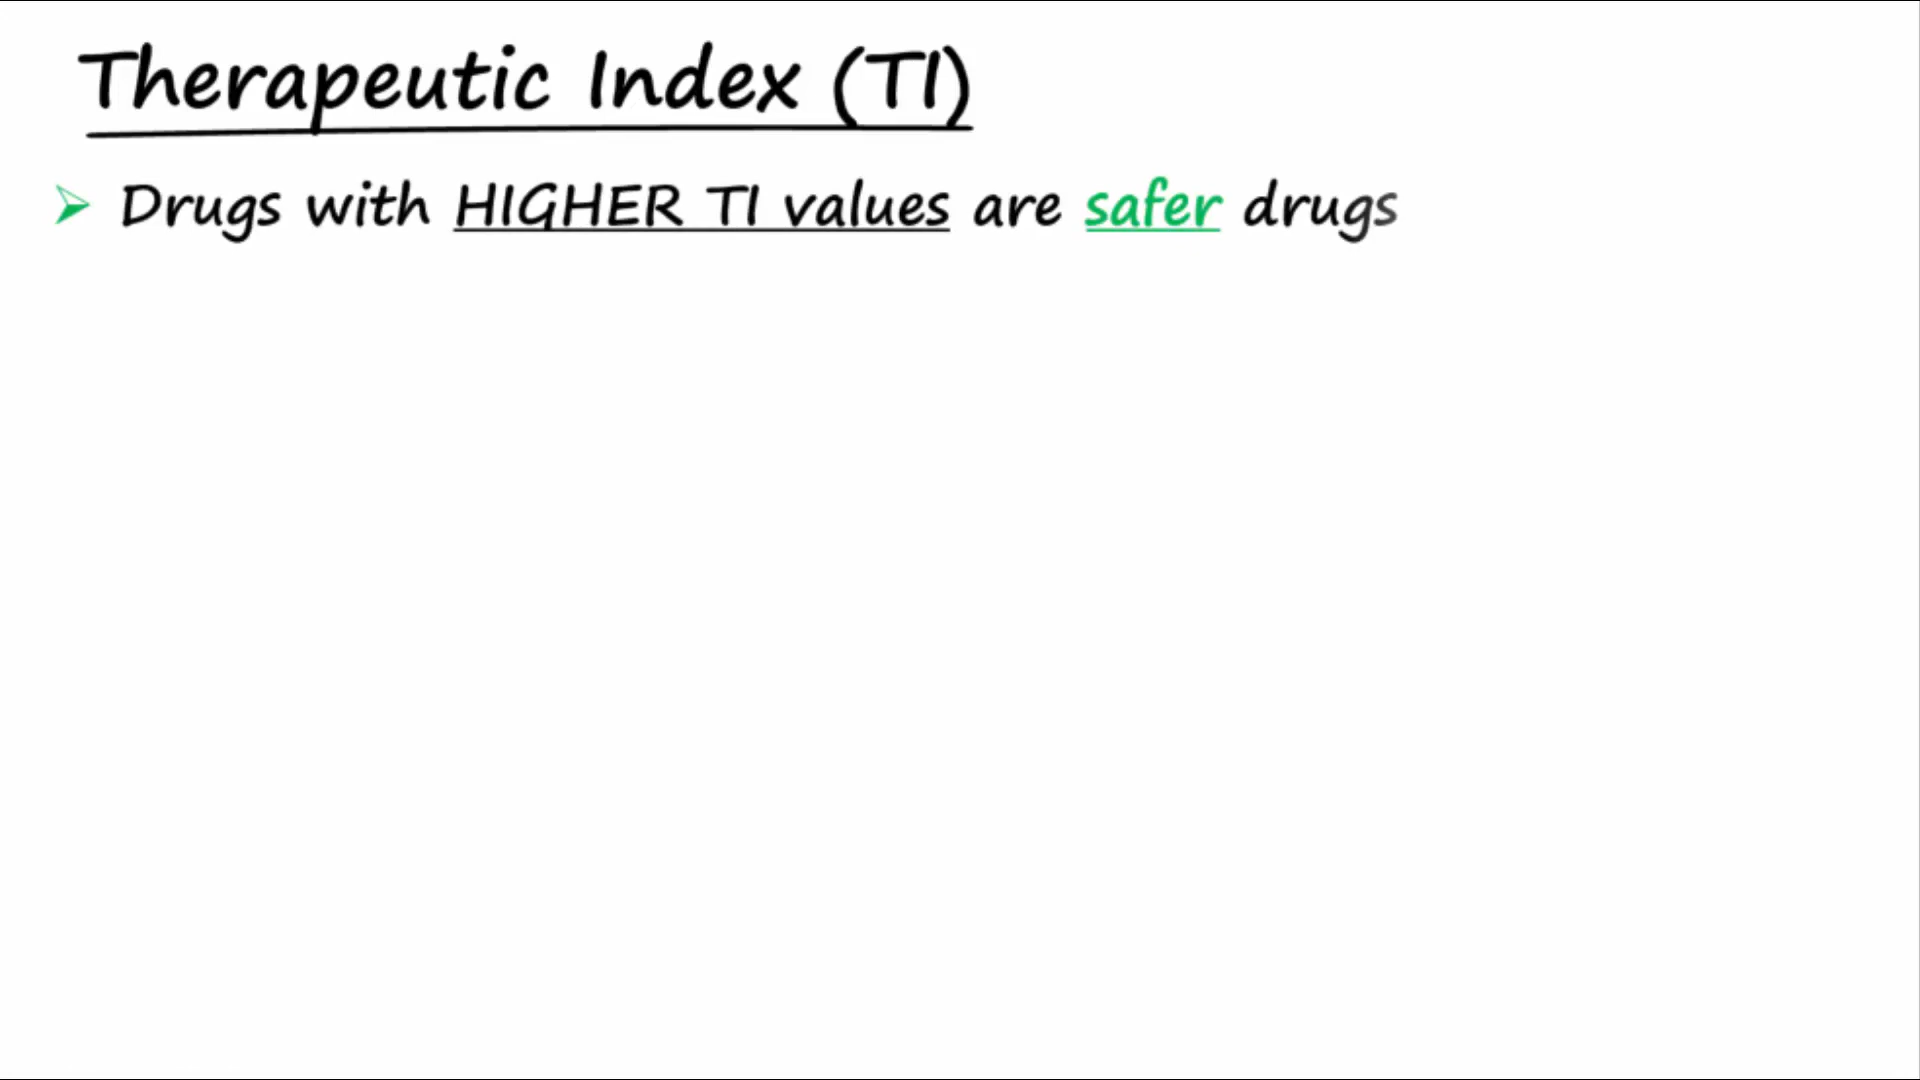 Therapeutic Index (TI)
Drugs with HIGHER TI values are safer drugs